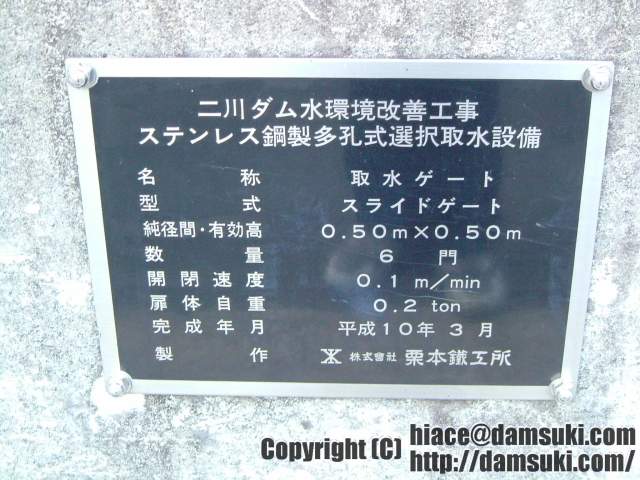 二川ダム水環境改善工事
ステンレス鋼製多孔式選択取水設備
名称 取水ゲート
型式 スライドゲート
純径間・有効高 0.50m×0.50m
数量 6 門
開閉速度 0.1 m/min
扉体自重 0.2 ton
完成年月 平成10年 3 月
製作 株式會社 栗本鐵工所
Copyright (C) hiace@damsuki.com
http://damsuki.com/